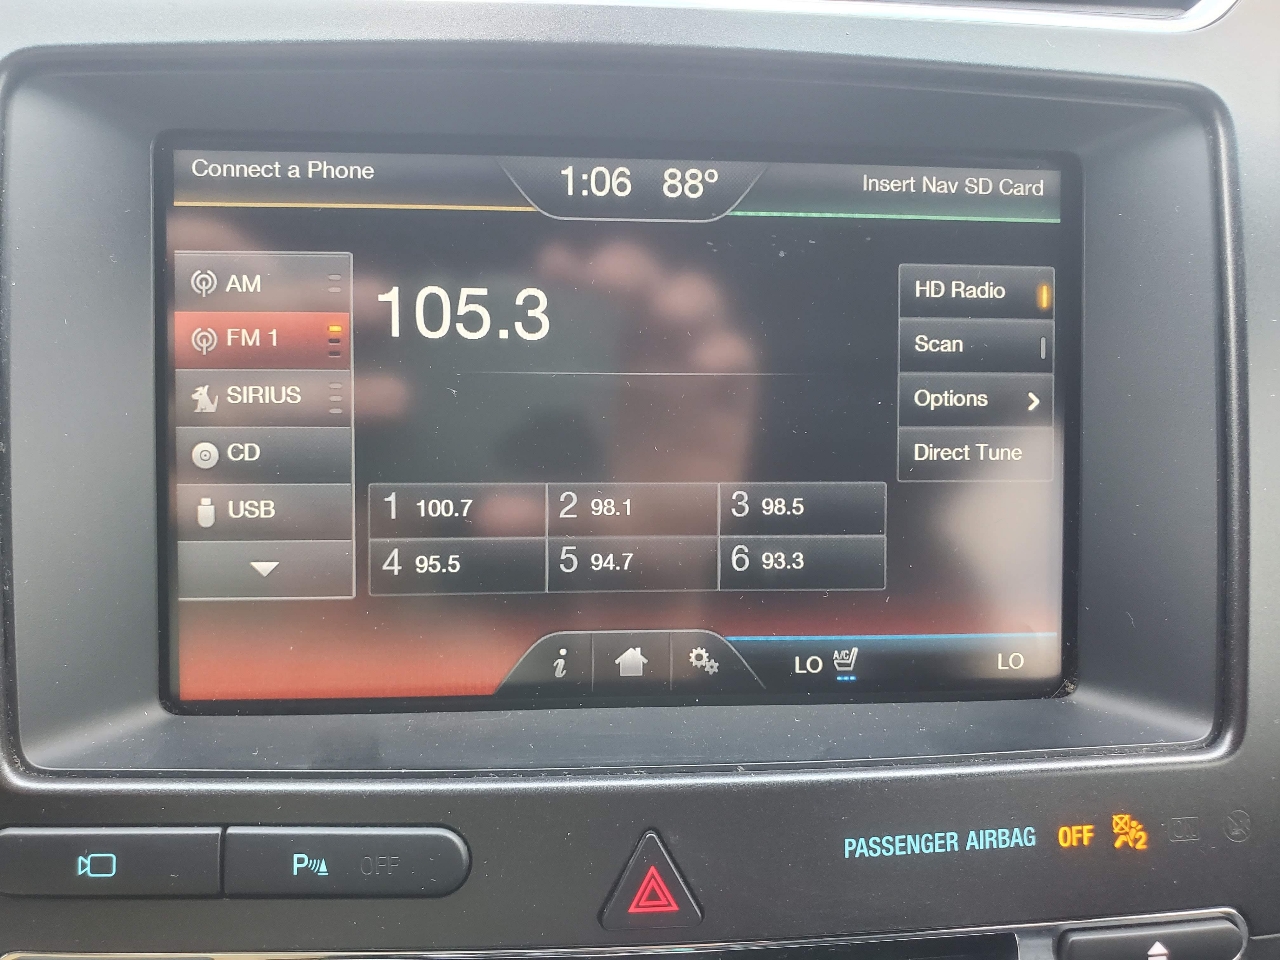 Connect a Phone
1:06 88°
Insert Nav SD Card
AM
FM 1
SIRIUS
CD
USB
105.3
HD Radio
Scan
Options
Direct Tune
1 100.7
2 98.1
3 98.5
4 95.5
5 94.7
6 93.3
i
LO A/C
LO
P OFF
PASSENGER AIRBAG OFF 2 ON